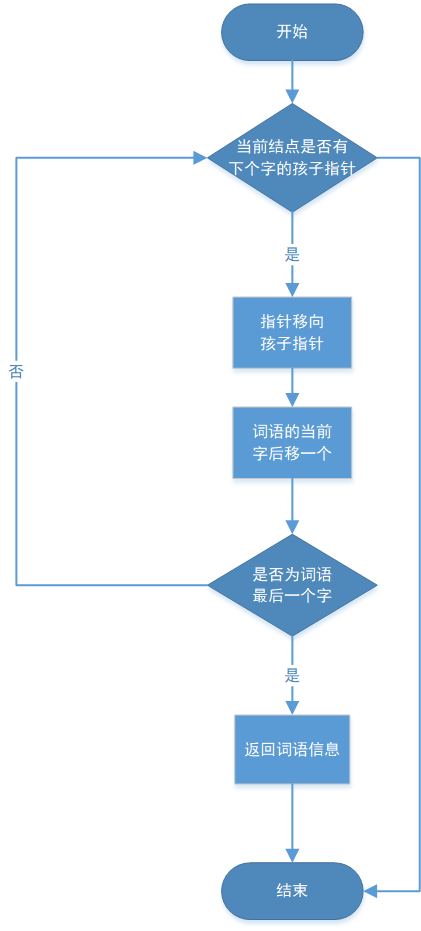 开始
当前结点是否有
下个字的孩子指针
是
指针移向
孩子指针
否
词语的当前
字后移一个
是否为词语
最后一个字
是
返回词语信息
结束